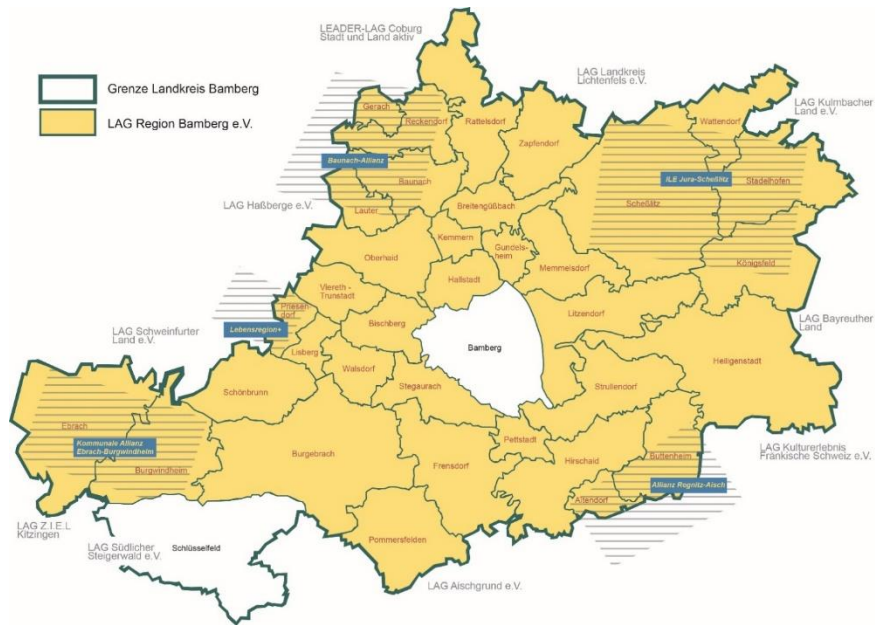 LEADER-LAG Coburg
Stadt und Land aktiv
Grenze Landkreis Bamberg
LAG Region Bamberg e.V.
LAG Landkreis
Lichtenfels e.V.
LAG Kulmbacher
Land e.V.
Gerach
Reckendorf
Rattelsdorf
Zapfendorf
Wattendorf
Baunach-Allianz
Baunach
ILE Jura-Scheßlitz
Stadelhofen
LAG Haßberge e.V.
Lauter
Breitengüßbach
Scheßlitz
Kemmern
Gundels-
heim
Oberhaid
Memmelsdorf
Königsfeld
Viereth -
Trunstadt
Hallstadt
Priesen-
dorf
Litzendorf
LAG Bayreuther
Land
LAG Schweinfurter
Land e.V.
Lebensregion+
Bischberg
Bamberg
Lisberg
Walsdorf
Heiligenstadt
Schönbrunn
Stegaurach
Strullendorf
Ebrach
Kommunale Allianz
Ebrach-Burgwindheim
Burgwindheim
Burgebrach
Pettstadt
Frensdorf
Hirschaid
Buttenheim
LAG Kulturerlebnis
Fränkische Schweiz e.V.
Allianz Regnitz-Aisch
Altendorf
LAG Z.I.E.L
Kitzingen
LAG Südlicher
Steigerwald e.V.
Schlüsselfeld
Pommersfelden
LAG Aischgrund e.V.